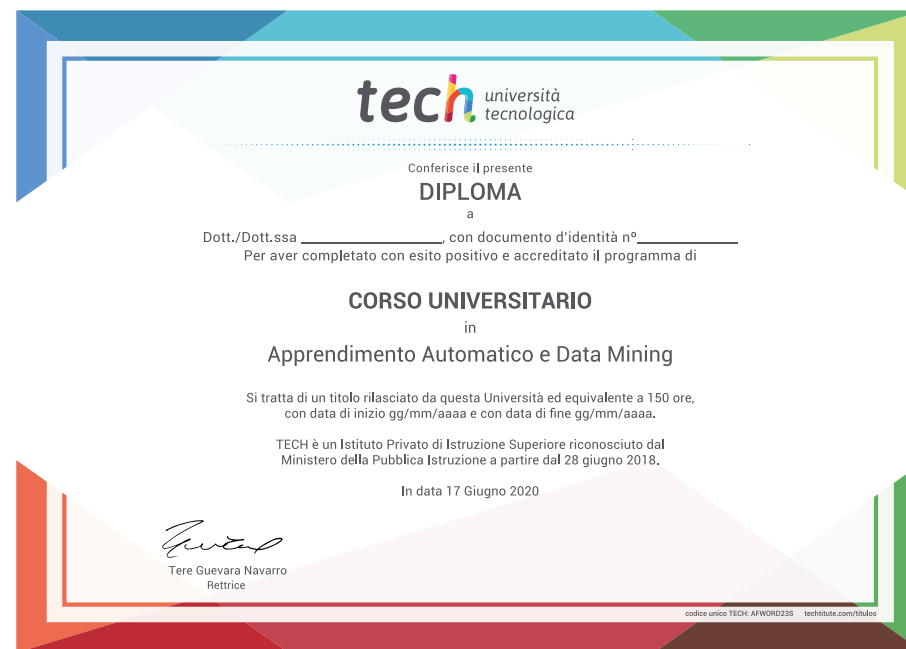 tech università
tecnologica
Conferisce il presente
DIPLOMA
a
Dott./Dott.ssa ________________, con documento d'identità nº____________
Per aver completato con esito positivo e accreditato il programma di
CORSO UNIVERSITARIO
in
Apprendimento Automatico e Data Mining
Si tratta di un titolo rilasciato da questa Università ed equivalente a 150 ore,
con data di inizio gg/mm/aaaa e con data di fine gg/mm/aaaa.
TECH è un Istituto Privato di Istruzione Superiore riconosciuto dal
Ministero della Pubblica Istruzione a partire dal 28 giugno 2018.
In data 17 Giugno 2020
Tere Guevara Navarro
Rettrice
codice unico TECH: AFWORD23S techtitute.com/títulos